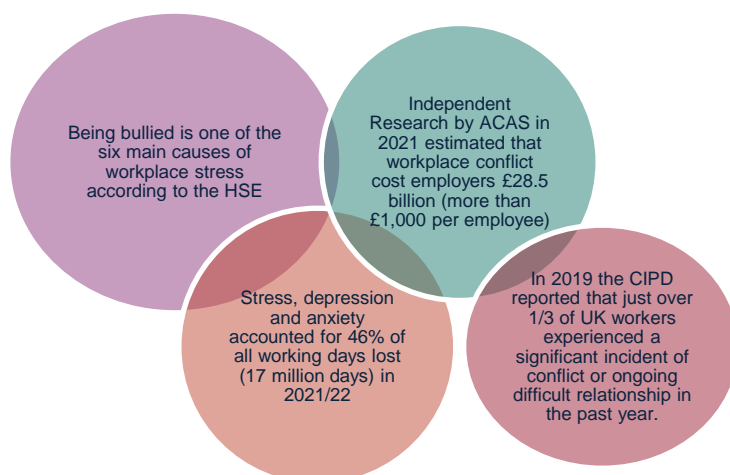 Being bullied is one of the
six main causes of
workplace stress
according to the HSE
Independent
Research by ACAS in
2021 estimated that
workplace conflict
cost employers £28.5
billion (more than
£1,000 per employee)
Stress, depression
and anxiety
accounted for 46% of
all working days lost
(17 million days) in
2021/22
In 2019 the CIPD
reported that just over
1/3 of UK workers
experienced a
significant incident of
conflict or ongoing
difficult relationship in
the past year.